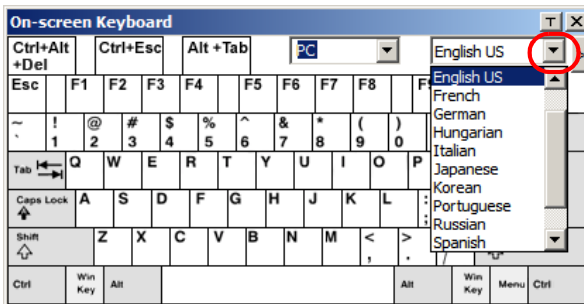 On-screen Keyboard T X
Ctrl+Alt +Del Ctrl+Esc Alt +Tab PC English US >
Esc F1 F2 F3 F4 F5 F6 F7 F8 F9
English US
French
German
Hungarian
Italian
Japanese
Korean
Portuguese
Russian
Spanish
~ ` ! 1 @ 2 # 3 $ 4 % 5 ^ 6 & 7 * 8 ( 9 ) 0
Tab Q W E R T Y U I O P
Caps Lock A S D F G H J K L : ;
Shift Z X C V B N M < , > . /
Ctrl Win Key Alt Alt Win Key Menu Ctrl